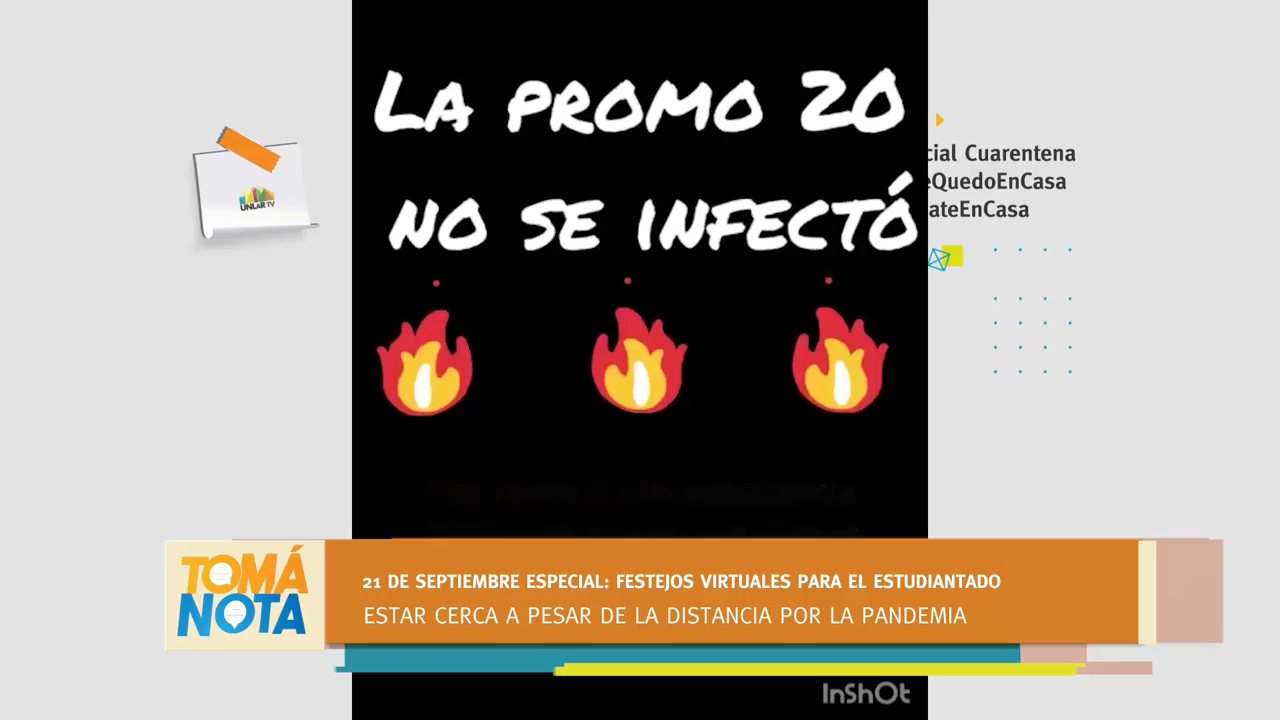 La promo 20
no se infectó
UNLAR TV
cial Cuarentena
eQuedoEnCasa
ateEnCasa
TOMÁ
NOTA
21 DE SEPTIEMBRE ESPECIAL: FESTEJOS VIRTUALES PARA EL ESTUDIANTADO
ESTAR CERCA A PESAR DE LA DISTANCIA POR LA PANDEMIA
InShOt